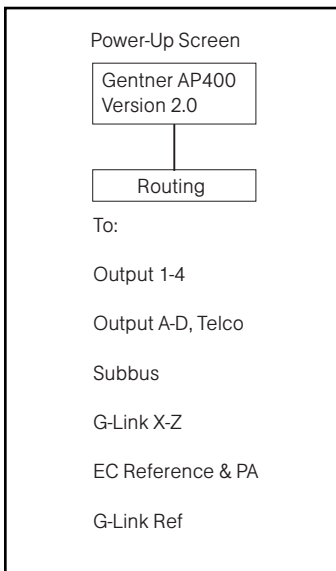 Power-Up Screen
Gentner AP400
Version 2.0
Routing
To:
Output 1-4
Output A-D, Telco
Subbus
G-Link X-Z
EC Reference & PA
G-Link Ref